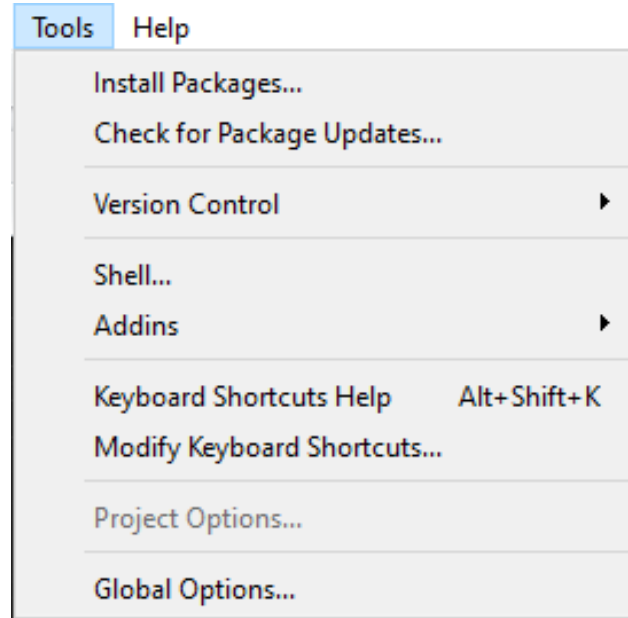 Tools Help
Install Packages...
Check for Package Updates...
Version Control
Shell...
Addins
Keyboard Shortcuts Help Alt+Shift+K
Modify Keyboard Shortcuts...
Project Options...
Global Options...